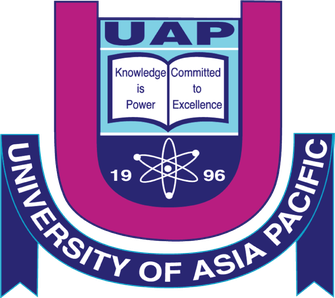 UAP
Knowledge
is
Power
Committed
to
Excellence
19 96
UNIVERSITY OF ASIA PACIFIC